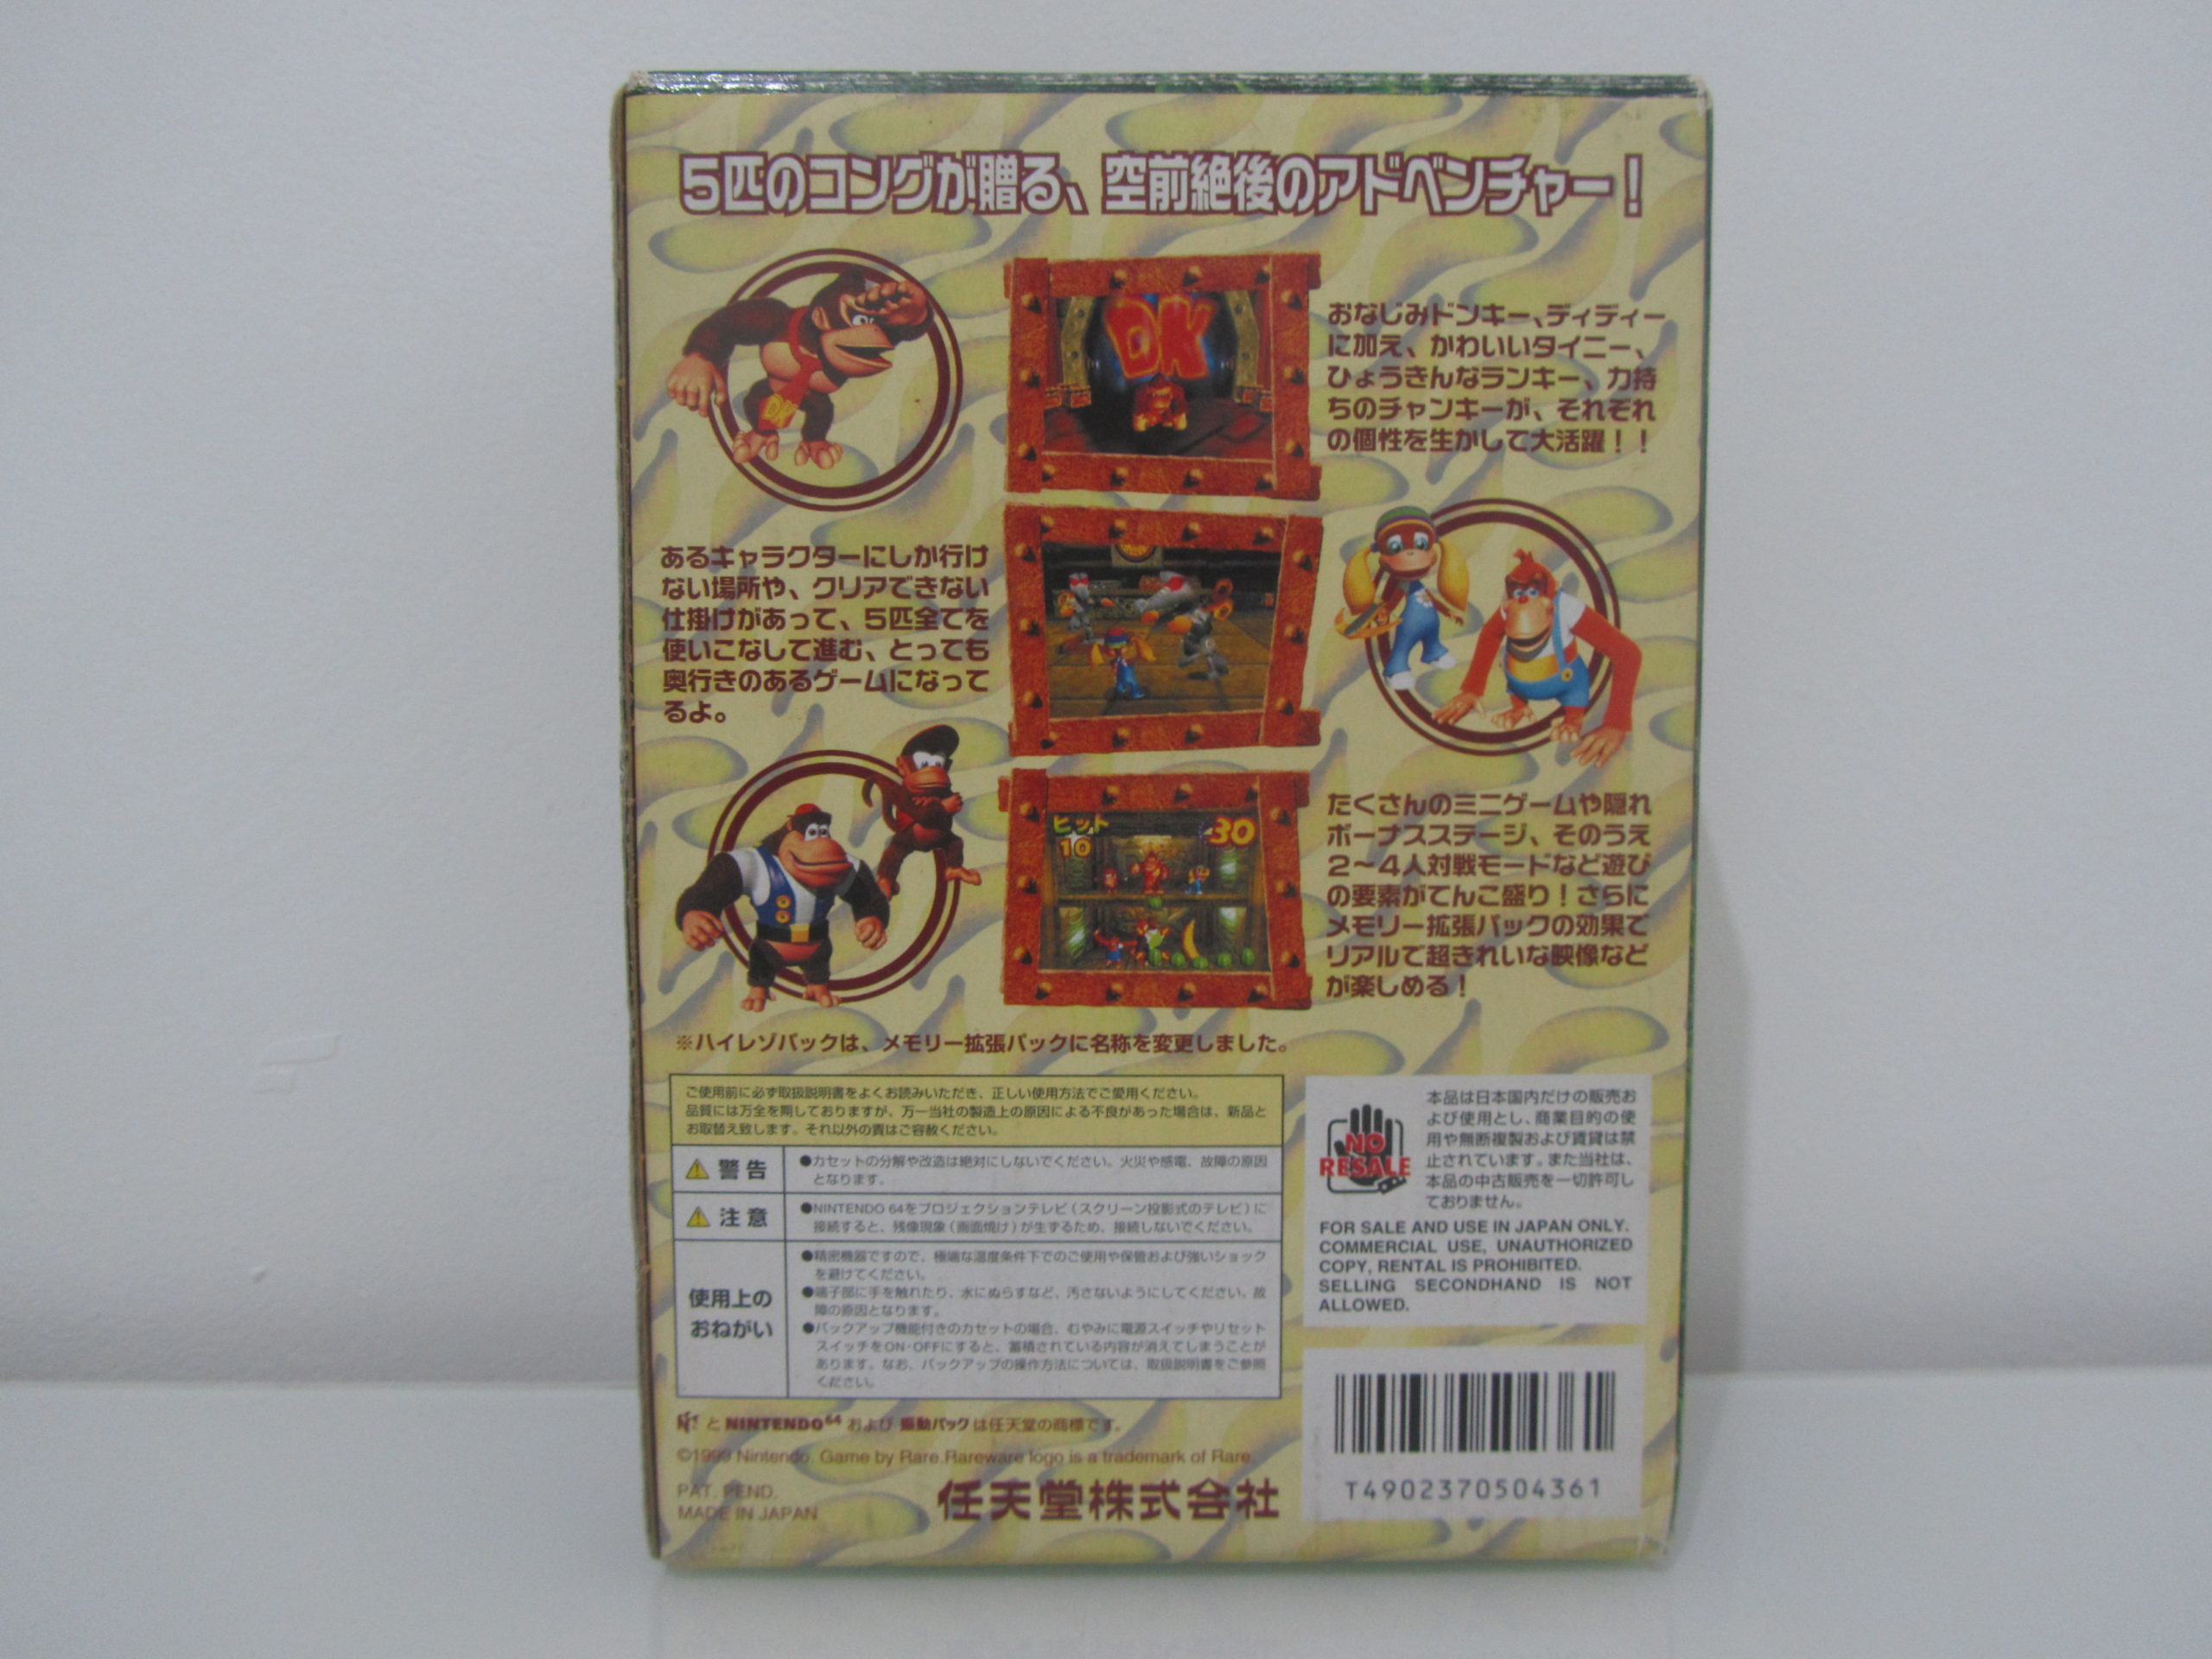 5匹のコングが贈る、空前絶後のアドベンチャー!
DK
DK
おなじみドンキー、ディディー
に加え、かわいいタイニー、
ひょうきんなランキー、力持
ちのチャンキーが、それぞれ
の個性を生かして大活躍!!
あるキャラクターにしか行け
ない場所や、クリアできない
仕掛けがあって、5匹全てを
使いこなして進む、とっても
奥行きのあるゲームになって
るよ。
ヒット
10
30
たくさんのミニゲームや隠れ
ボーナスステージ、そのうえ
2~4人対戦モードなど遊び
の要素がてんこ盛り!さらに
メモリー拡張パックの効果で
リアルで超きれいな映像など
が楽しめる!
※ハイレゾパックは、メモリー拡張パックに名称を変更しました。
ご使用前に必ず取扱説明書をよくお読みいただき、正しい使用方法でご愛用ください。
品質には万全を期しておりますが、万一当社の製造上の原因による不良があった場合は、新品と
お取替え致します。それ以外の責はご容赦ください。
警告
●カセットの分解や改造は絶対にしないでください。火災や感電、故障の原因
となります。
注意
●NINTENDO 64をプロジェクションテレビ(スクリーン投影式のテレビ)に
接続すると、残像現象(画面焼け)が生ずるため、接続しないでください。
使用上の
おねがい
●精密機器ですので、極端な温度条件下でのご使用や保管および強いショック
を避けてください。
●端子部に手を触れたり、水にぬらすなど、汚さないようにしてください。故
障の原因となります。
●バックアップ機能付きのカセットの場合、むやみに電源スイッチやリセット
スイッチをON・OFFにすると、蓄積されている内容が消えてしまうことが
あります。なお、バックアップの操作方法については、取扱説明書をご参照
ください。
NO
RESALE
本品は日本国内だけの販売お
よび使用とし、商業目的の使
用や無断複製および賃貸は禁
止されています。また当社は、
本品の中古販売を一切許可し
ておりません。
FOR SALE AND USE IN JAPAN ONLY.
COMMERCIAL USE, UNAUTHORIZED
COPY, RENTAL IS PROHIBITED.
SELLING SECONDHAND IS NOT
ALLOWED.
と NINTENDO64 および 振動パック は任天堂の商標です。
©1999 Nintendo. Game by Rare.Rareware logo is a trademark of Rare.
PAT. PEND.
MADE IN JAPAN
任天堂株式会社
T4902370504361